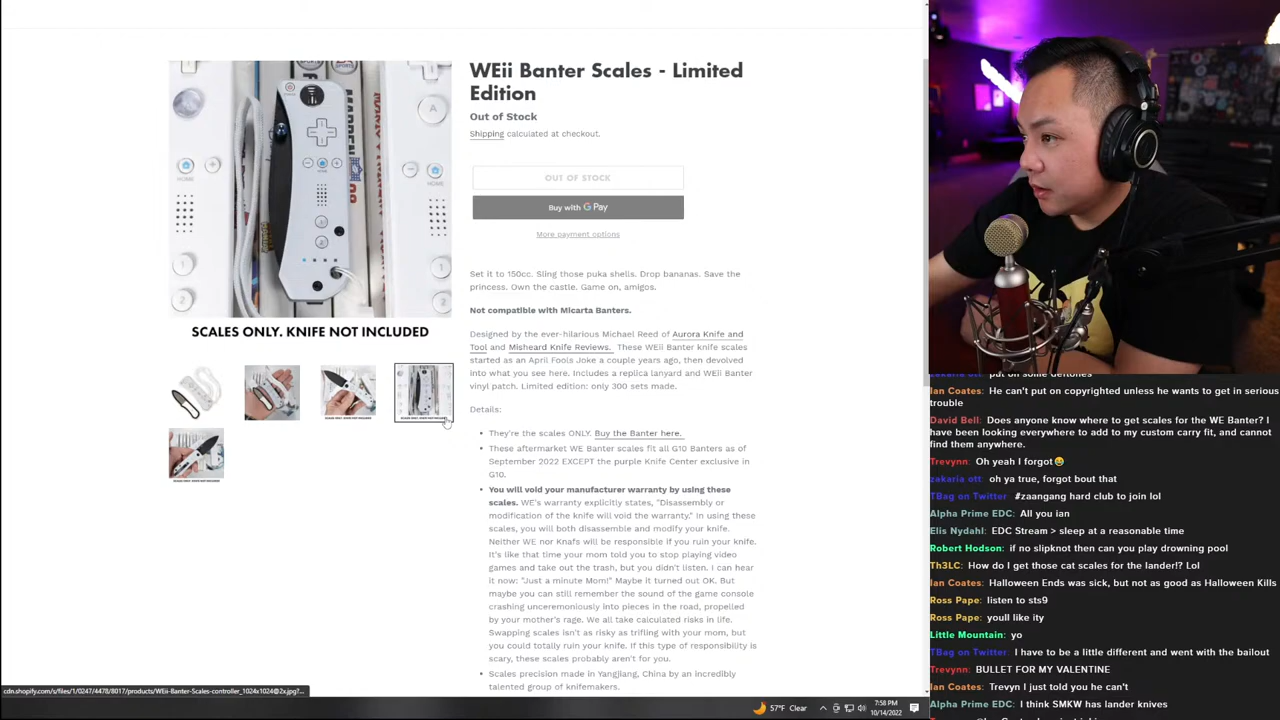 WEii Banter Scales - Limited
Edition
Out of Stock
Shipping calculated at checkout.
OUT OF STOCK
Buy with G Pay
More payment options
Set it to 150cc. Sling those puka shells. Drop bananas. Save the
princess. Own the castle. Game on, amigos.
SCALES ONLY. KNIFE NOT INCLUDED
Not compatible with Micarta Banters.
Designed by the ever-hilarious Michael Reed of Aurora Knife and
Tool and Misheard Knife Reviews. These WEii Banter knife scales
started as an April Fools Joke a couple years ago, then devolved
into what you see here. Includes a replica lanyard and WEii Banter
vinyl patch. Limited edition: only 300 sets made.
Details:
They're the scales ONLY. Buy the Banter here.
These aftermarket WE Banter scales fit all G10 Banters as of
September 2022 EXCEPT the purple Knife Center exclusive in
G10.
You will void your manufacturer warranty by using these
scales. WE's warranty explicitly states, "Disassembly or
modification of the knife will void the warranty." In using these
scales, you will both disassemble and modify your knife.
Neither WE nor Knafs will be responsible if you ruin your knife.
It's like that time your mom told you to stop playing video
games and take out the trash, but you didn't listen. I can hear
it now: "Just a minute Mom!" Maybe it turned out OK. But
maybe you can still remember the sound of the game console
crashing unceremoniously into pieces in the road, propelled
by your mother's rage. We all take calculated risks in life.
Swapping scales isn't as risky as trifling with your mom, but
you could totally ruin your knife. If this type of responsibility is
scary, these scales probably aren't for you.
Scales precision made in Yangjiang, China by an incredibly
talented group of knifemakers.
cdn.shopify.com/s/files/1/0247/4478/8017/products/WEii-Banter-Scales-controller_1024x1024@2x.jpg?...
57°F Clear
7:58 PM
10/14/2022
Ian Coates: He can't put on copyrighted unless he wants to get in serious
trouble
David Bell: Does anyone know where to get scales for the WE Banter? I
have been looking everywhere to add to my custom carry fit, and cannot
find them anywhere.
Trevynn: Oh yeah I forgot😭
zakaria ott: oh ya true, forgot bout that
TBag on Twitter #zaangang hard club to join lol
Alpha Prime EDC: All you ian
Elis Nydahl: EDC Stream > sleep at a reasonable time
Robert Hodson: if no slipknot then can you play drowning pool
Th3LC: How do I get those cat scales for the lander!? Lol
Ian Coates: Halloween Ends was sick, but not as good as Halloween Kills
Ross Pape: listen to sts9
Ross Pape: youll like ity
Little Mountain: yo
TBag on Twitter: I have to be a little different and went with the bailout
Trevynn: BULLET FOR MY VALENTINE
Ian Coates: Trevyn I just told you he can't
Alpha Prime EDC: I think SMKW has lander knives